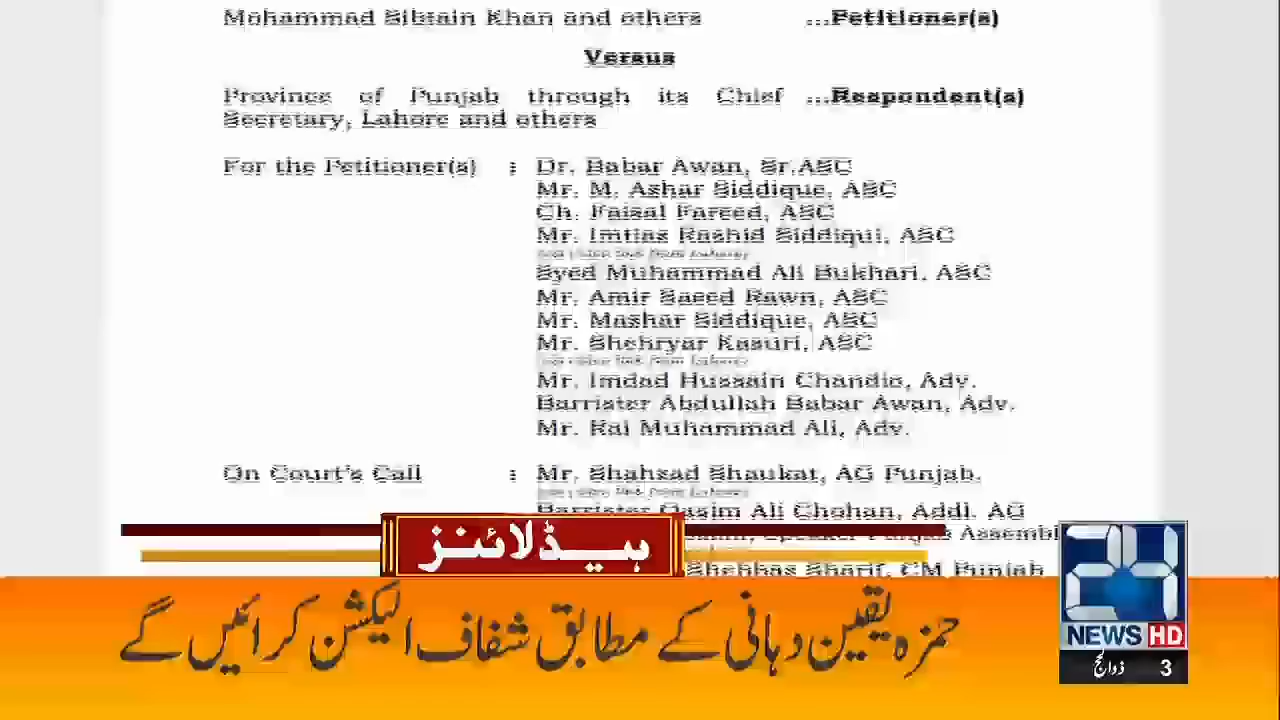 Mohammad Sibtain Khan and others ...Petitioner(s)
Versus
Province of Punjab through its Chief ...Respondent(s)
Secretary, Lahore and others
For the Petitioner(s) : Dr. Babar Awan, Sr.ASC
Mr. M. Azhar Siddique, ASC
Ch. Faisal Fareed, ASC
Mr. Imtiaz Rashid Siddiqui, ASC
Syed Muhammad Ali Bukhari, ASC
Mr. Amir Saeed Rawn, ASC
Mr. Mazhar Siddique, ASC
Mr. Shehryar Kasuri, ASC
Mr. Imdad Hussain Chandio, Adv.
Barrister Abdullah Babar Awan, Adv.
Mr. Rai Muhammad Ali, Adv.
On Court's Call : Mr. Shahzad Shaukat, AG Punjab.
Barrister Qasim Ali Chohan, Addl. AG
Speaker Punjab Assembl
Shehbaz Sharif, CM Punjab
ہیڈلائنز
حمزہ یقین دہانی کے مطابق شفاف الیکشن کرائیں گے
24
NEWS HD
3 ذوالحج